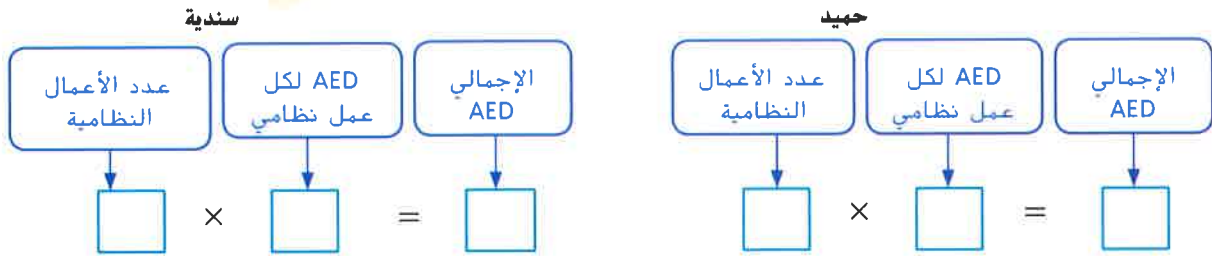 سندية
عدد الأعمال
النظامية
AED لكل
عمل نظامي
الإجمالي
AED
× =
حميد
عدد الأعمال
النظامية
AED لكل
عمل نظامي
الإجمالي
AED
× =